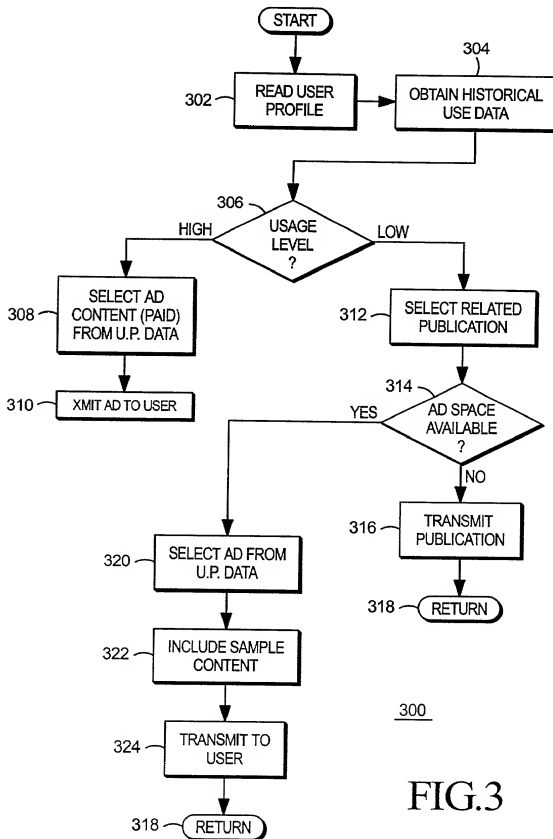 START
304
302
READ USER
PROFILE
OBTAIN HISTORICAL
USE DATA
306
USAGE
LEVEL
?
HIGH
LOW
308
SELECT AD
CONTENT (PAID)
FROM U.P. DATA
312
SELECT RELATED
PUBLICATION
310
XMIT AD TO USER
314
AD SPACE
AVAILABLE
?
YES
NO
316
TRANSMIT
PUBLICATION
320
SELECT AD FROM
U.P. DATA
318
RETURN
322
INCLUDE SAMPLE
CONTENT
324
TRANSMIT TO
USER
300
318
RETURN
FIG.3